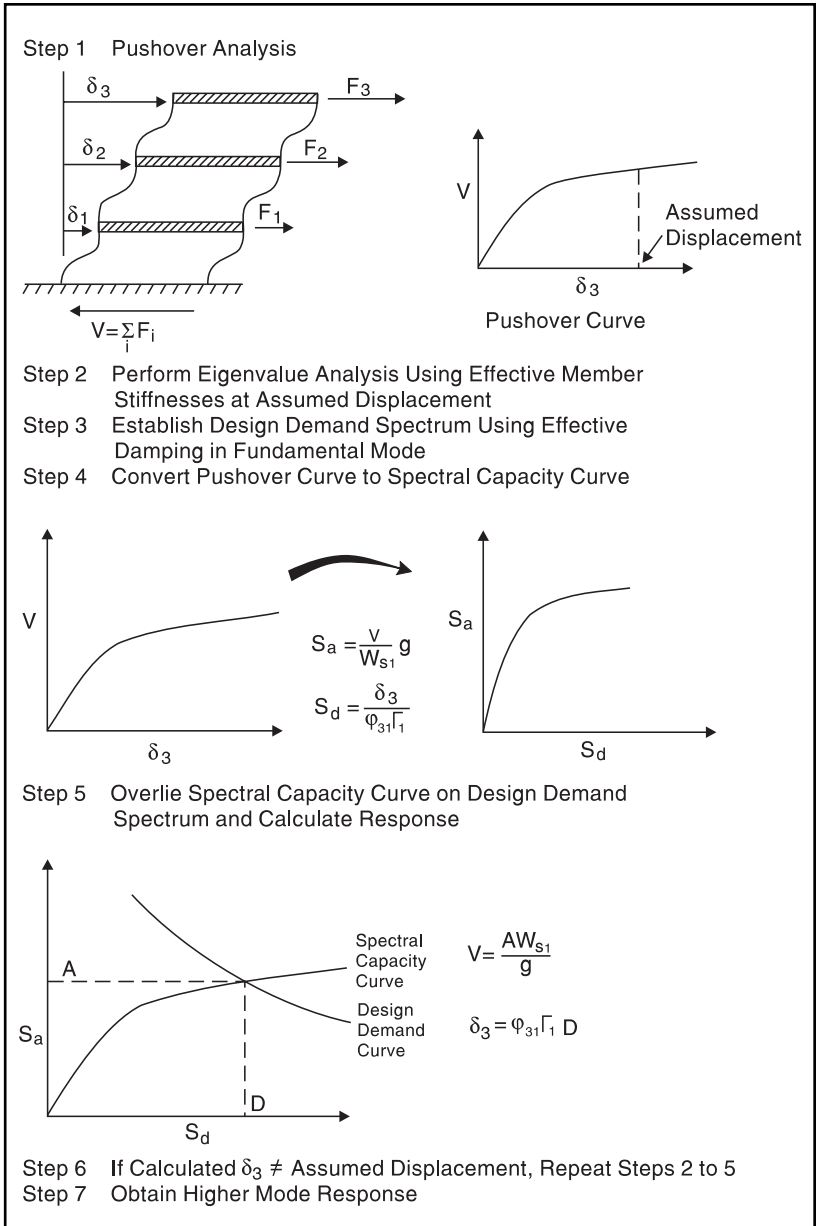 Step 1 Pushover Analysis
δ3
F3
δ2
F2
δ1
F1
V=ΣFi
i
V
Assumed
Displacement
δ3
Pushover Curve
Step 2 Perform Eigenvalue Analysis Using Effective Member
Stiffnesses at Assumed Displacement
Step 3 Establish Design Demand Spectrum Using Effective
Damping in Fundamental Mode
Step 4 Convert Pushover Curve to Spectral Capacity Curve
V
δ3
Sa = V/Ws1 g
Sd = δ3/φ31Γ1
Sa
Sd
Step 5 Overlie Spectral Capacity Curve on Design Demand
Spectrum and Calculate Response
A
Sa
D
Sd
Spectral
Capacity
Curve
Design
Demand
Curve
V= AWs1/g
δ3 = φ31Γ1 D
Step 6 If Calculated δ3 ≠ Assumed Displacement, Repeat Steps 2 to 5
Step 7 Obtain Higher Mode Response